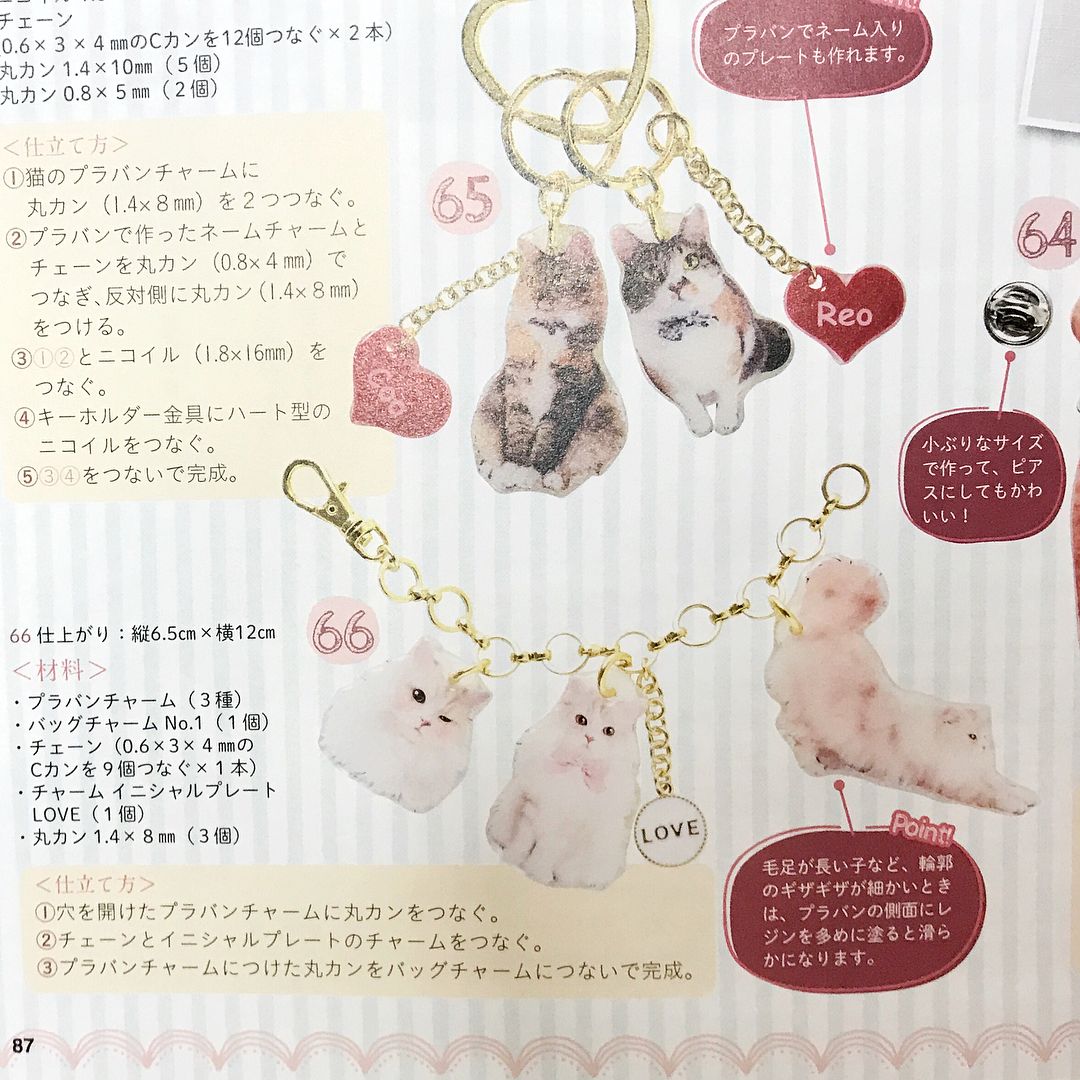 チェーン
(0.6×3×4㎜のCカンを12個つなぐ×2本)
丸カン 1.4×10㎜(5個)
丸カン 0.8×5㎜(2個)
<仕立て方>
①猫のプラバンチャームに
丸カン(1.4×8㎜)を2つつなぐ。
②プラバンで作ったネームチャームと
チェーンを丸カン(0.8×4㎜)で
つなぎ、反対側に丸カン(1.4×8㎜)
をつける。
③①②とニコイル(1.8×16㎜)を
つなぐ。
④キーホルダー金具にハート型の
ニコイルをつなぐ。
⑤③④をつないで完成。
プラバンでネーム入り
のプレートも作れます。
65
Reo
64
小ぶりなサイズ
で作って、ピア
スにしてもかわ
いい!
66
66 仕上がり:縦6.5㎝×横12㎝
<材料>
・プラバンチャーム(3種)
・バッグチャーム No.1(1個)
・チェーン(0.6×3×4㎜の
Cカンを9個つなぐ×1本)
・チャーム イニシャルプレート
LOVE(1個)
・丸カン 1.4×8㎜(3個)
LOVE
<仕立て方>
①穴を開けたプラバンチャームに丸カンをつなぐ。
②チェーンとイニシャルプレートのチャームをつなぐ。
③プラバンチャームにつけた丸カンをバッグチャームにつないで完成。
Point!
毛足が長い子など、輪郭
のギザギザが細かいとき
は、プラバンの側面にレ
ジンを多めに塗ると滑ら
かになります。
87